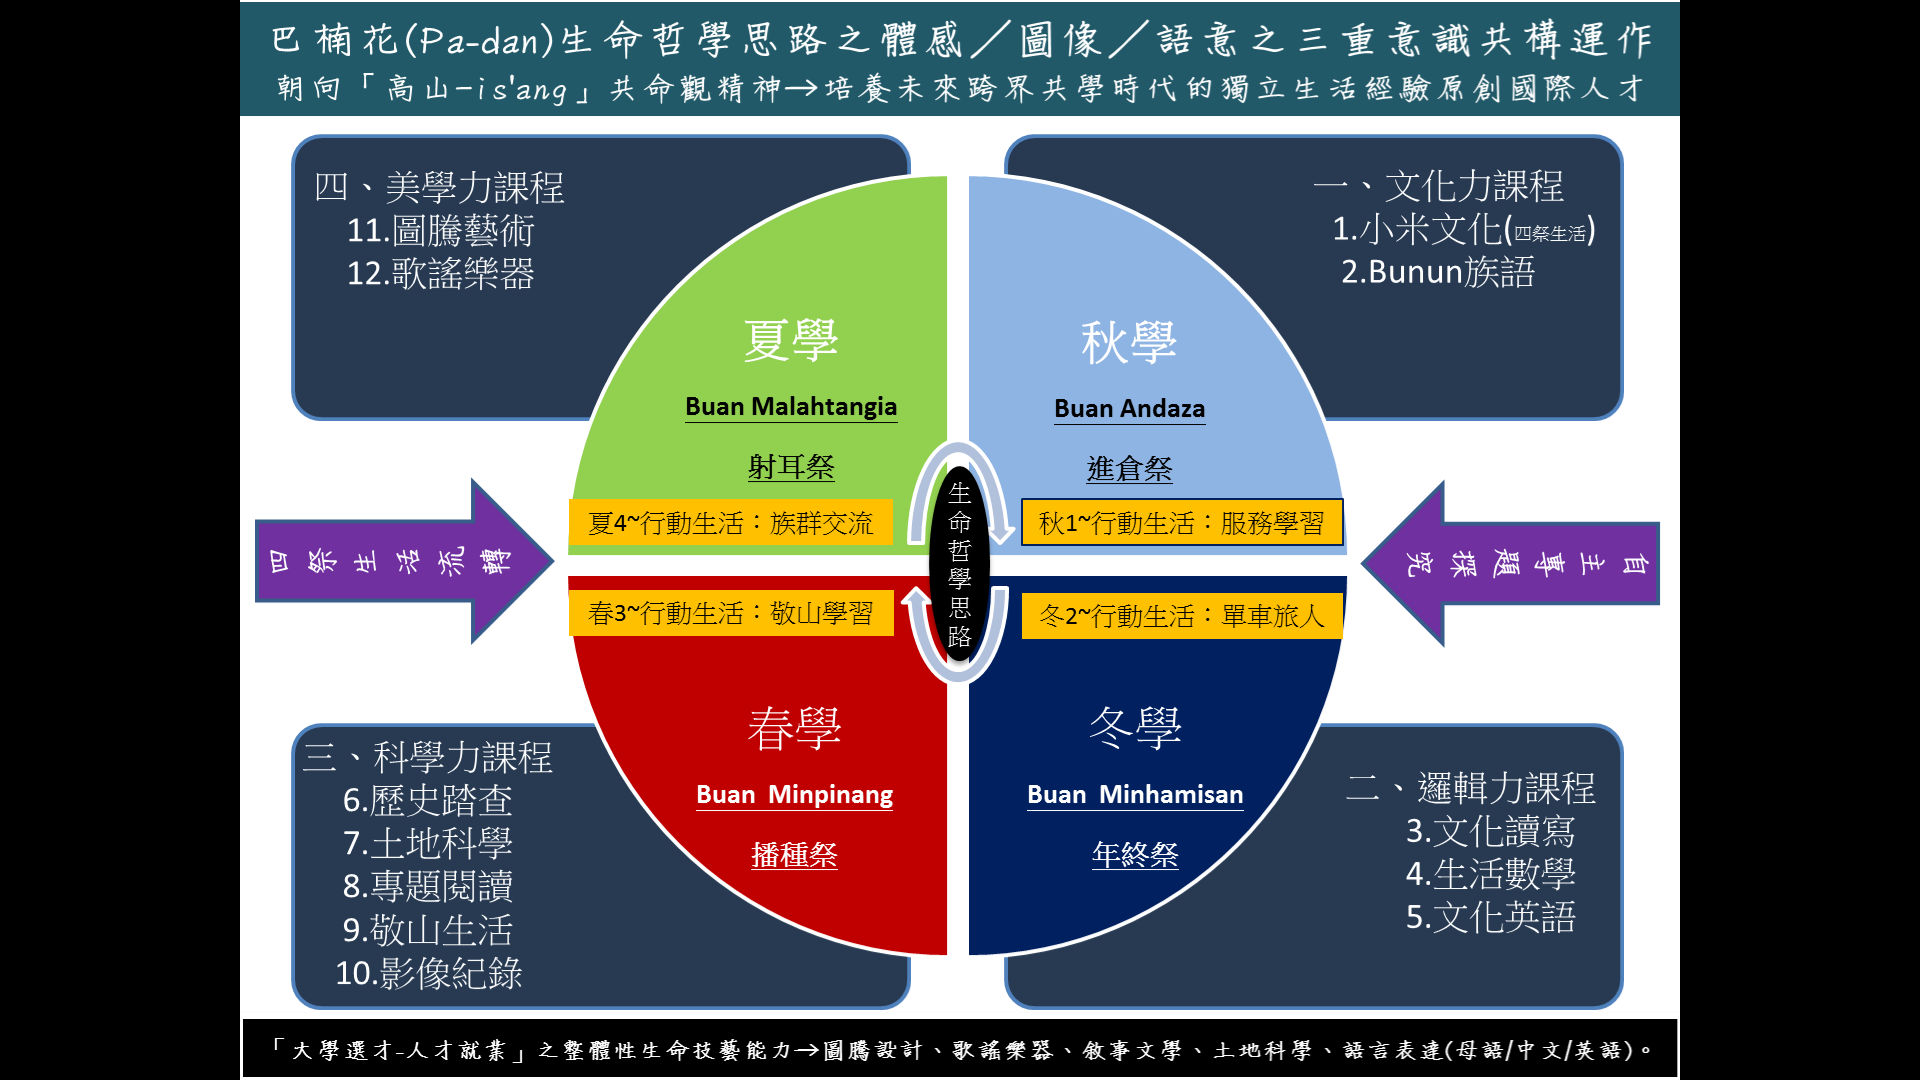 巴楠花(Pa-dan)生命哲學思路之體感／圖像／語意之三重意識共構運作
朝向「高山-is'ang」共命觀精神→培養未來跨界共學時代的獨立生活經驗原創國際人才
四、美學力課程
11.圖騰藝術
12.歌謠樂器
一、文化力課程
1.小米文化(四祭生活)
2.Bunun族語
夏學
Buan Malahtangia
射耳祭
夏4~行動生活：族群交流
秋學
Buan Andaza
進倉祭
秋1~行動生活：服務學習
四祭生活流轉
生命哲學思路
自主專題探究
春3~行動生活：敬山學習
春學
Buan Minpinang
播種祭
冬2~行動生活：單車旅人
冬學
Buan Minhamisan
年終祭
三、科學力課程
6.歷史踏查
7.土地科學
8.專題閱讀
9.敬山生活
10.影像紀錄
二、邏輯力課程
3.文化讀寫
4.生活數學
5.文化英語
「大學選才-人才就業」之整體性生命技藝能力→圖騰設計、歌謠樂器、敘事文學、土地科學、語言表達(母語/中文/英語)。